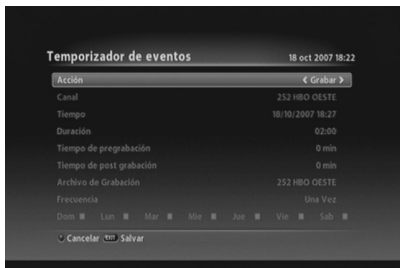 Temporizador de eventos 18 oct 2007 18:22
Acción Grabar
Canal 252 HBO OESTE
Tiempo 18/10/2007 18:27
Duración 02:00
Tiempo de pregrabación 0 min
Tiempo de post grabación 0 min
Archivo de Grabación 252 HBO OESTE
Frecuencia Una Vez
Dom Lun Mar Mie Jue Vie Sab
Cancelar EXIT Salvar